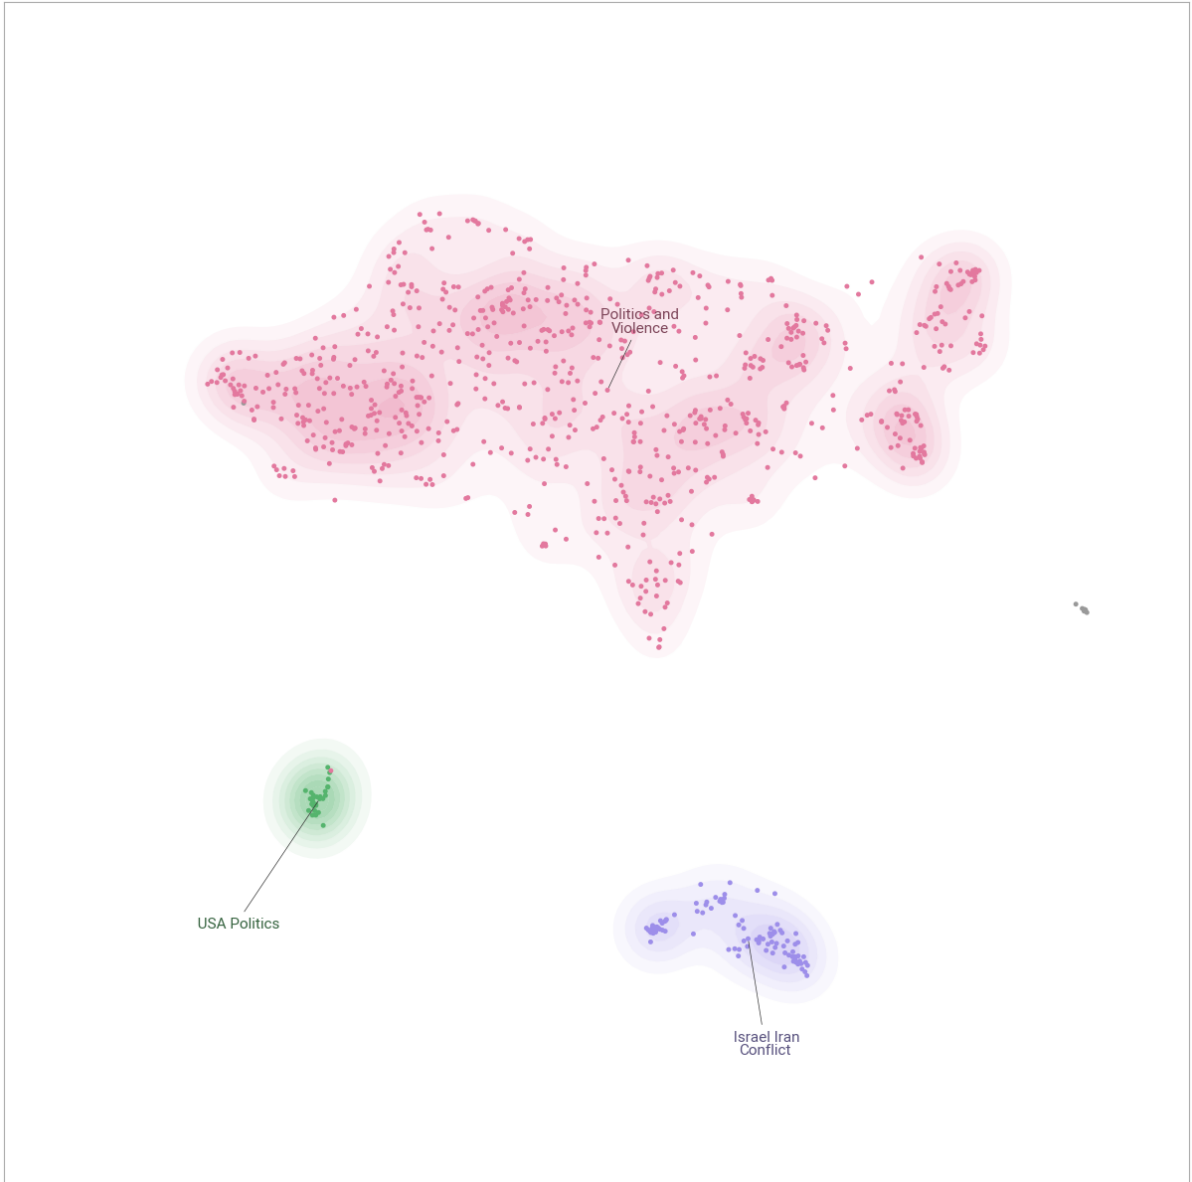 Politics and
Violence
USA Politics
Israel Iran
Conflict